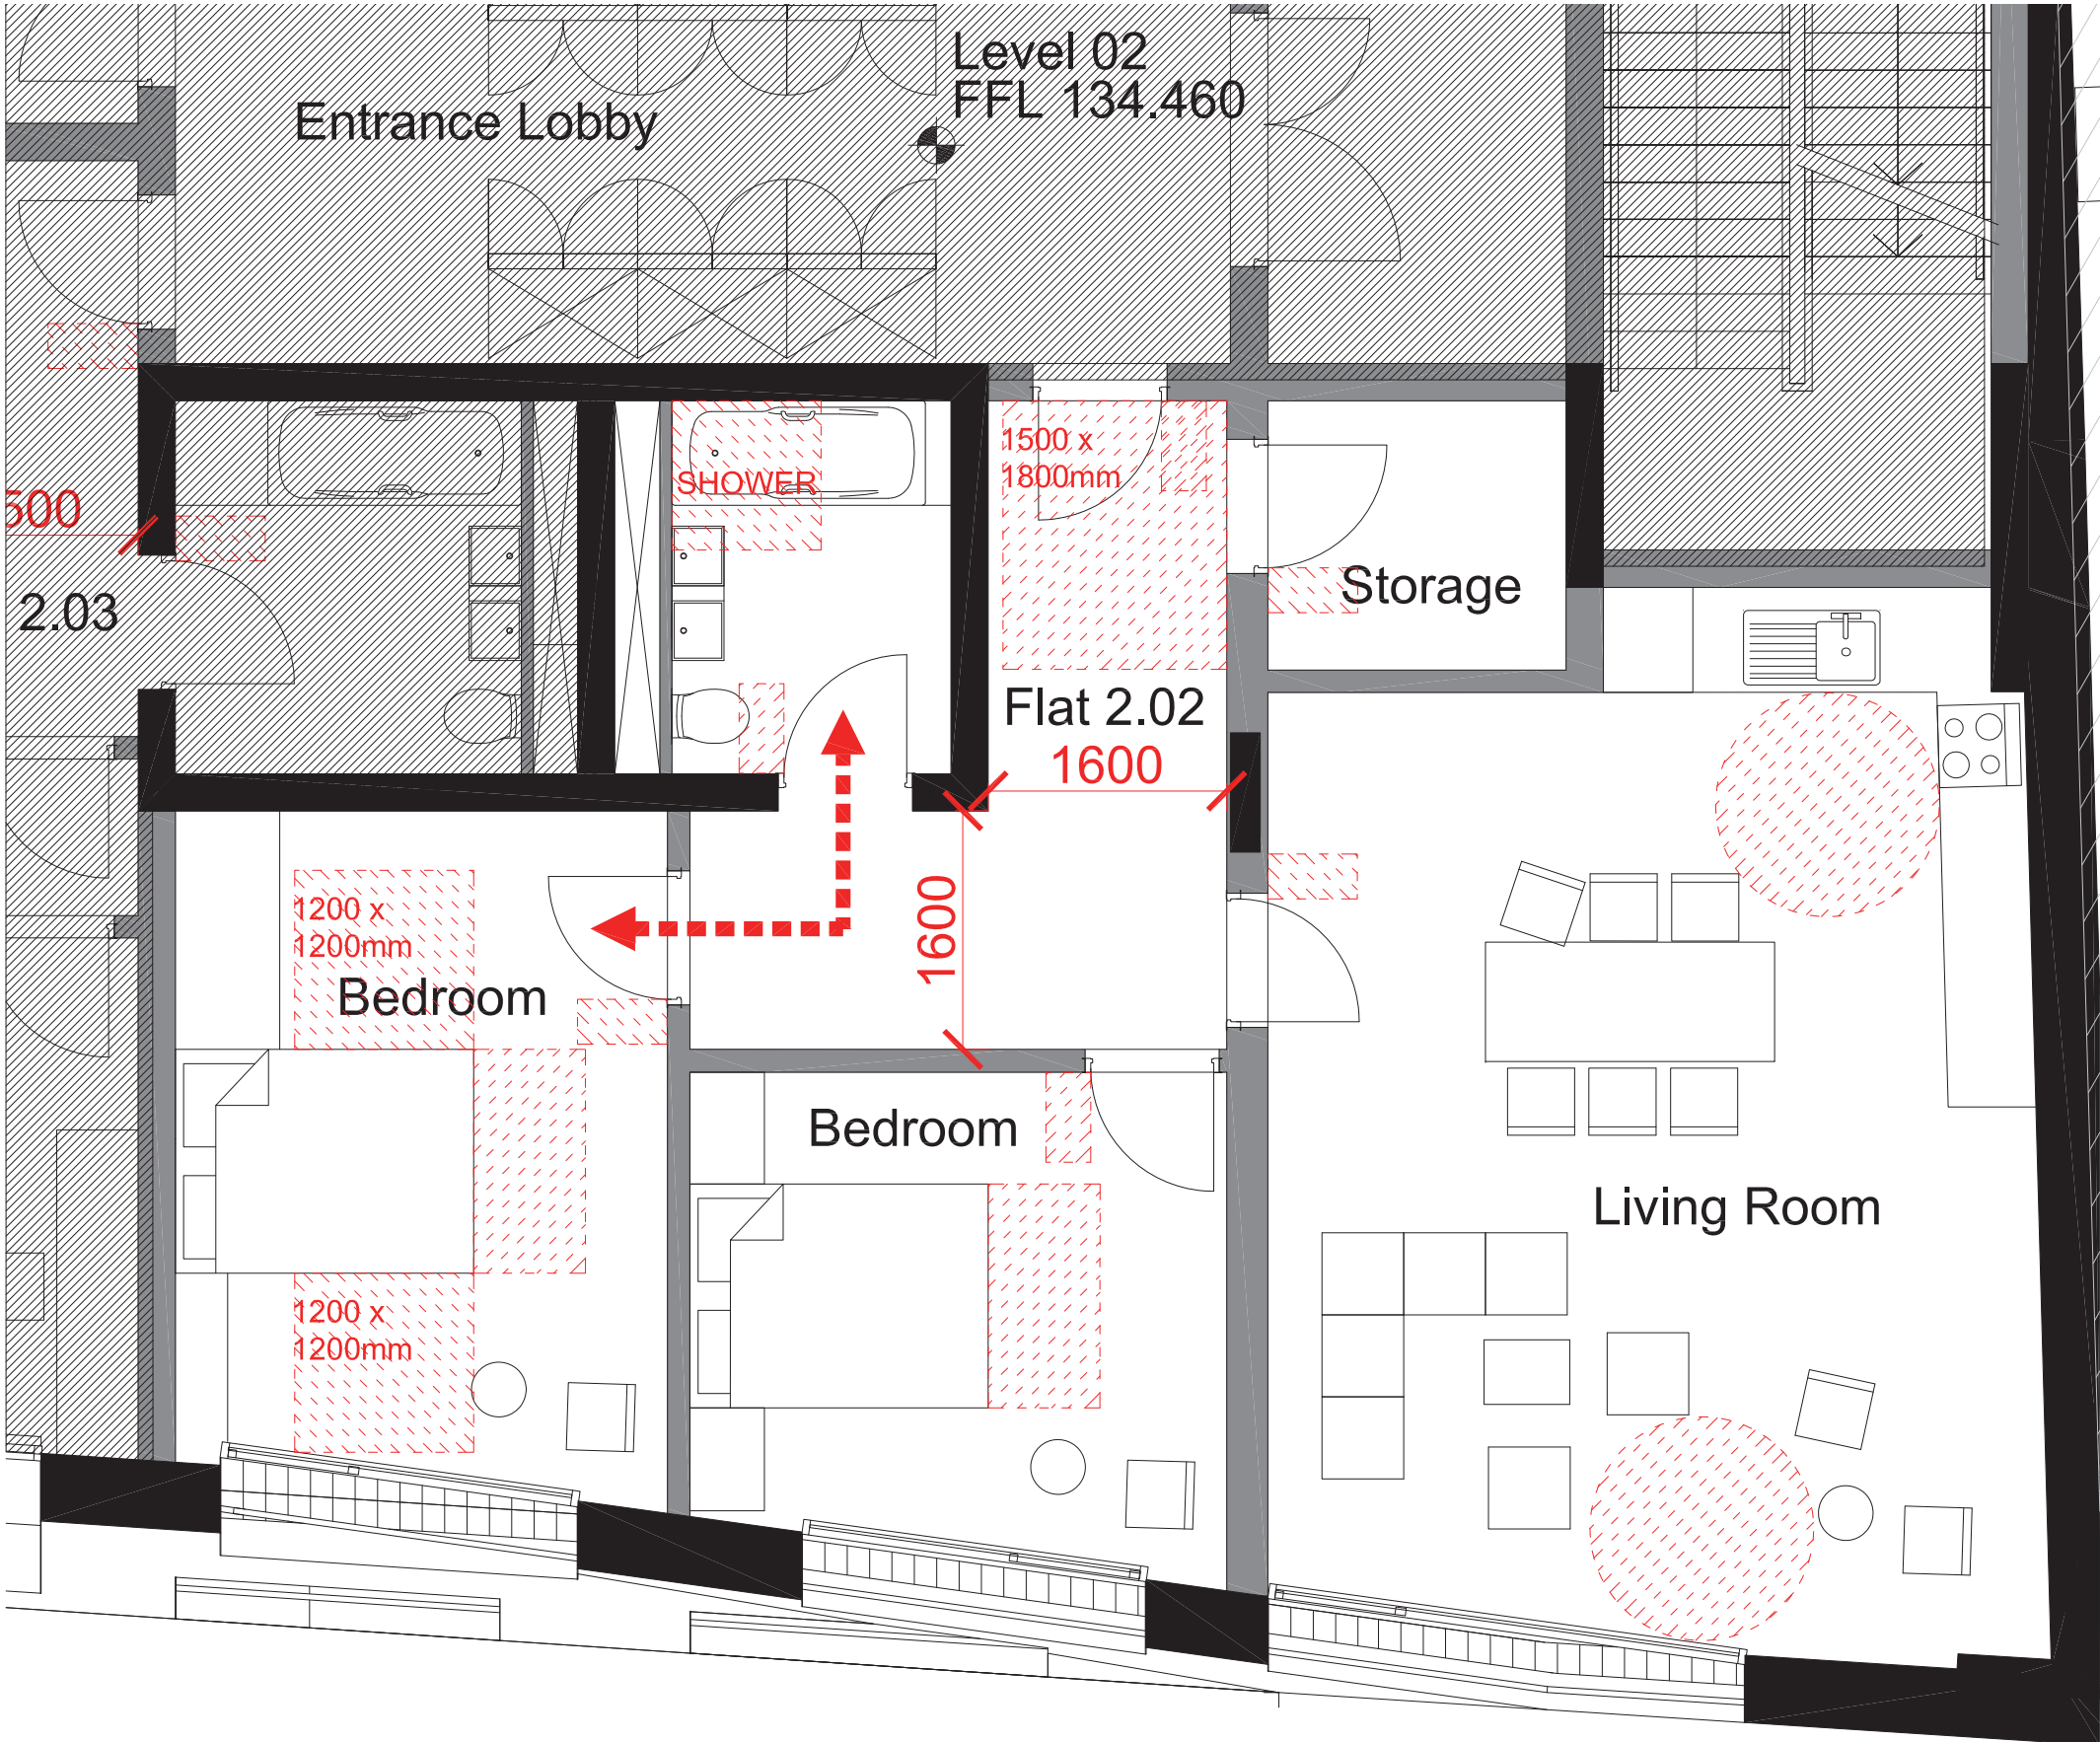 Level 02
FFL 134.460
Entrance Lobby
1500 x
1800mm
SHOWER
500
2.03
Storage
Flat 2.02
1600
1600
1200 x
1200mm
Bedroom
Bedroom
Living Room
1200 x
1200mm